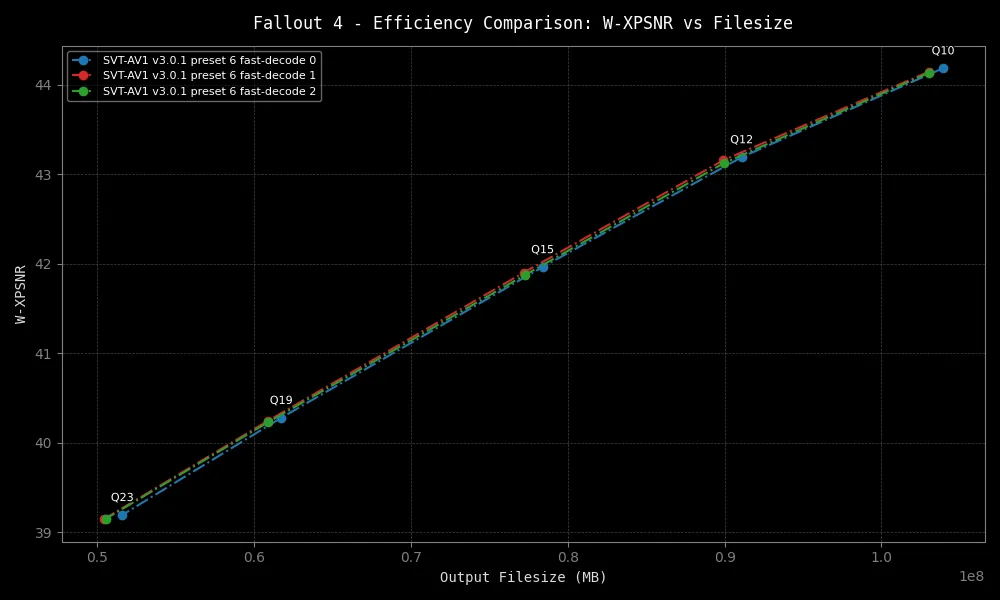 Fallout 4 - Efficiency Comparison: W-XPSNR vs Filesize
SVT-AV1 v3.0.1 preset 6 fast-decode 0
SVT-AV1 v3.0.1 preset 6 fast-decode 1
SVT-AV1 v3.0.1 preset 6 fast-decode 2
Q10
Q12
Q15
Q19
Q23
W-XPSNR
44
43
42
41
40
39
0.5 0.6 0.7 0.8 0.9 1.0
1e8
Output Filesize (MB)